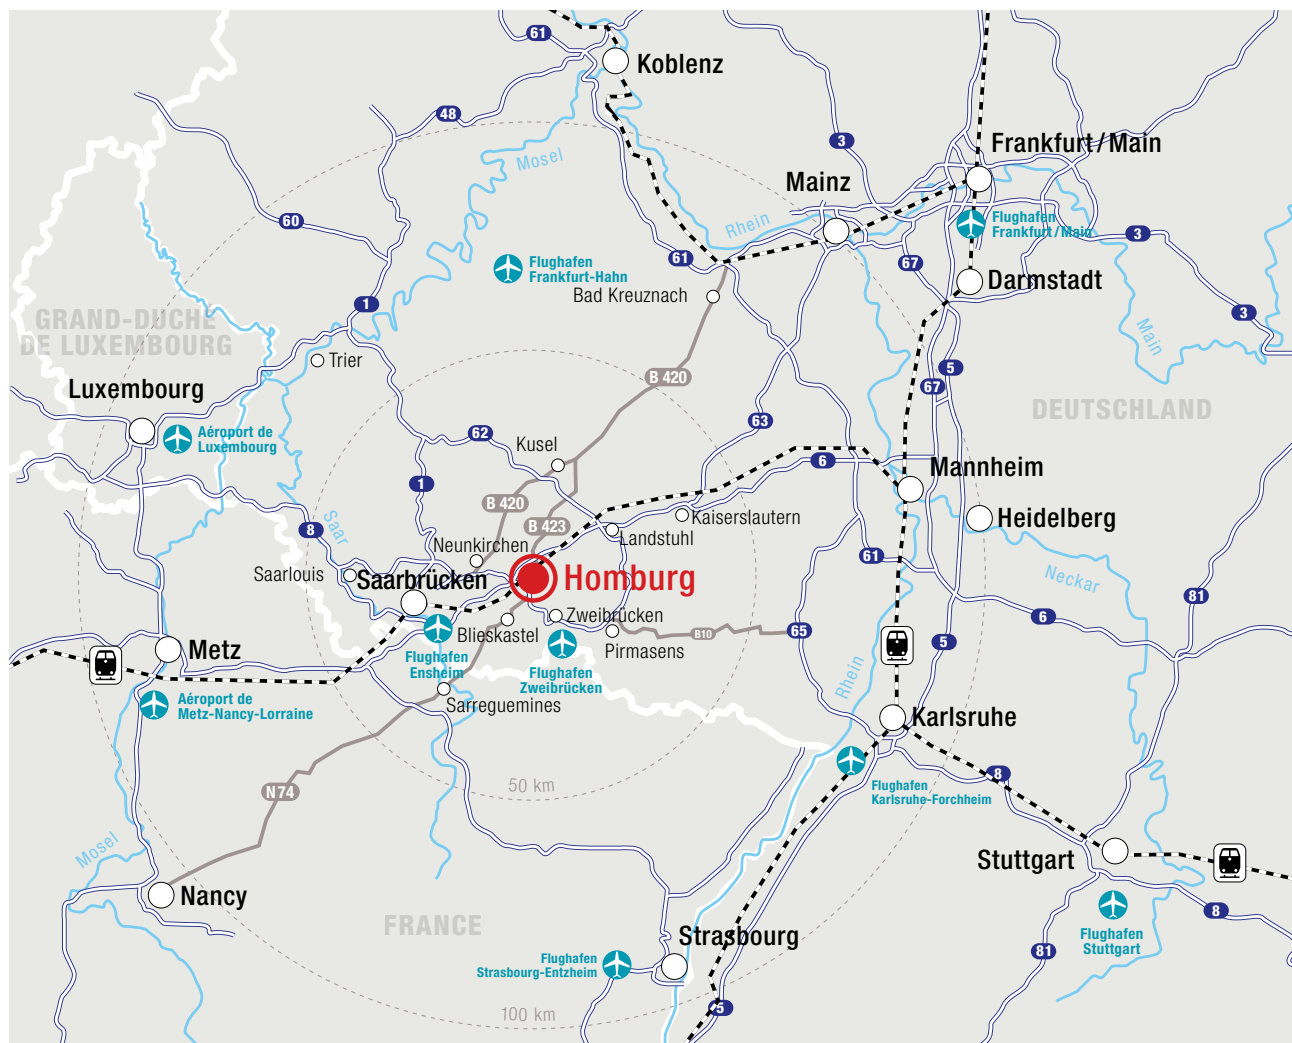 61
Koblenz
48
Mosel
3
Frankfurt / Main
Mainz
60
Rhein
Flughafen
Frankfurt / Main
3
61
67
Flughafen
Frankfurt-Hahn
Bad Kreuznach
Darmstadt
1
3
GRAND-DUCHÉ
DE LUXEMBOURG
Main
Trier
B 420
5
67
Luxembourg
DEUTSCHLAND
Aéroport de
Luxembourg
62
63
Kusel
6
Mannheim
1
B 420
B 423
Kaiserslautern
Heidelberg
8
Saar
Landstuhl
Neunkirchen
61
Saarlouis
Saarbrücken
Homburg
Neckar
81
Zweibrücken
6
Blieskastel
B10
65
5
Pirmasens
Metz
Flughafen
Ensheim
Flughafen
Zweibrücken
Rhein
Aéroport de
Metz-Nancy-Lorraine
Sarreguemines
Karlsruhe
8
50 km
Flughafen
Karlsruhe-Forchheim
N 74
Mosel
Stuttgart
Nancy
8
FRANCE
Strasbourg
Flughafen
Stuttgart
81
Flughafen
Strasbourg-Entzheim
5
100 km